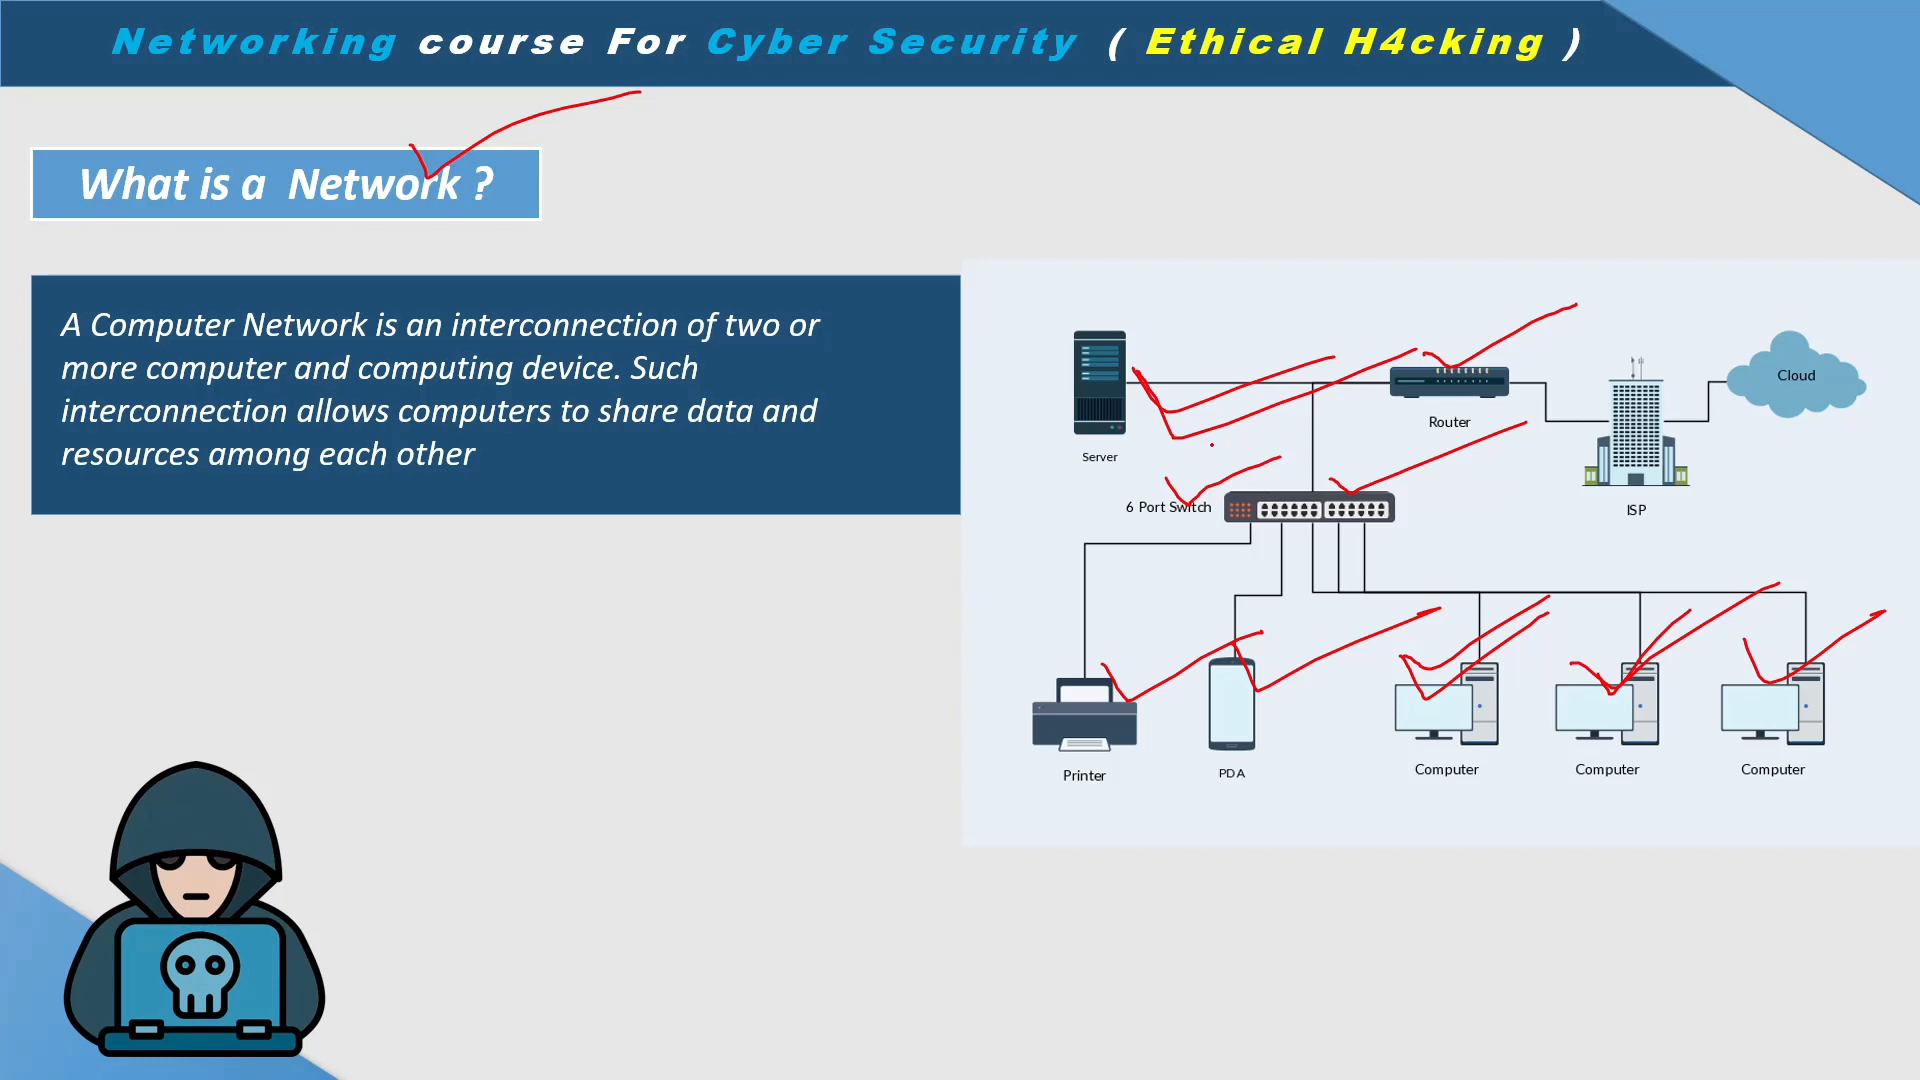 Networking course For Cyber Security ( Ethical H4cking )
What is a Network ?
A Computer Network is an interconnection of two or
more computer and computing device. Such
interconnection allows computers to share data and
resources among each other
Cloud
Router
Server
6 Port Switch
ISP
Printer
PDA
Computer
Computer
Computer